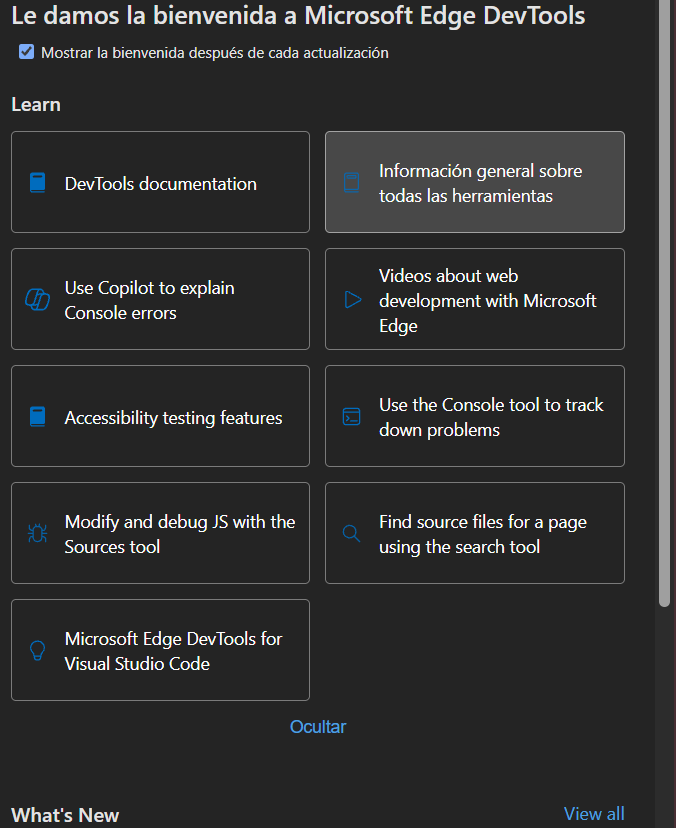 Le damos la bienvenida a Microsoft Edge DevTools
Mostrar la bienvenida después de cada actualización
Learn
DevTools documentation
Información general sobre
todas las herramientas
Use Copilot to explain
Console errors
Videos about web
development with Microsoft
Edge
Accessibility testing features
Use the Console tool to track
down problems
Modify and debug JS with the
Sources tool
Find source files for a page
using the search tool
Microsoft Edge DevTools for
Visual Studio Code
Ocultar
What's New
View all